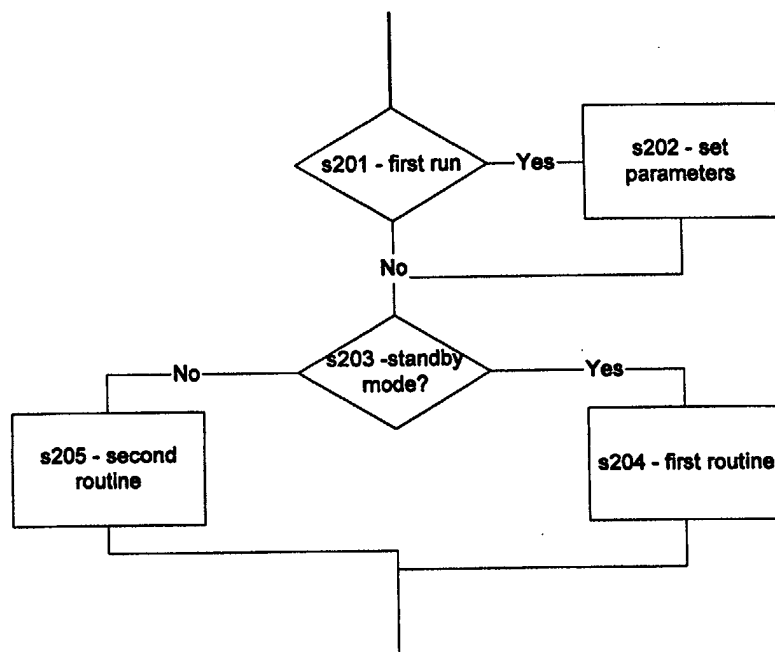 s201 - first run
Yes
s202 - set
parameters
No
s203 -standby
mode?
No
Yes
s205 - second
routine
s204 - first routine